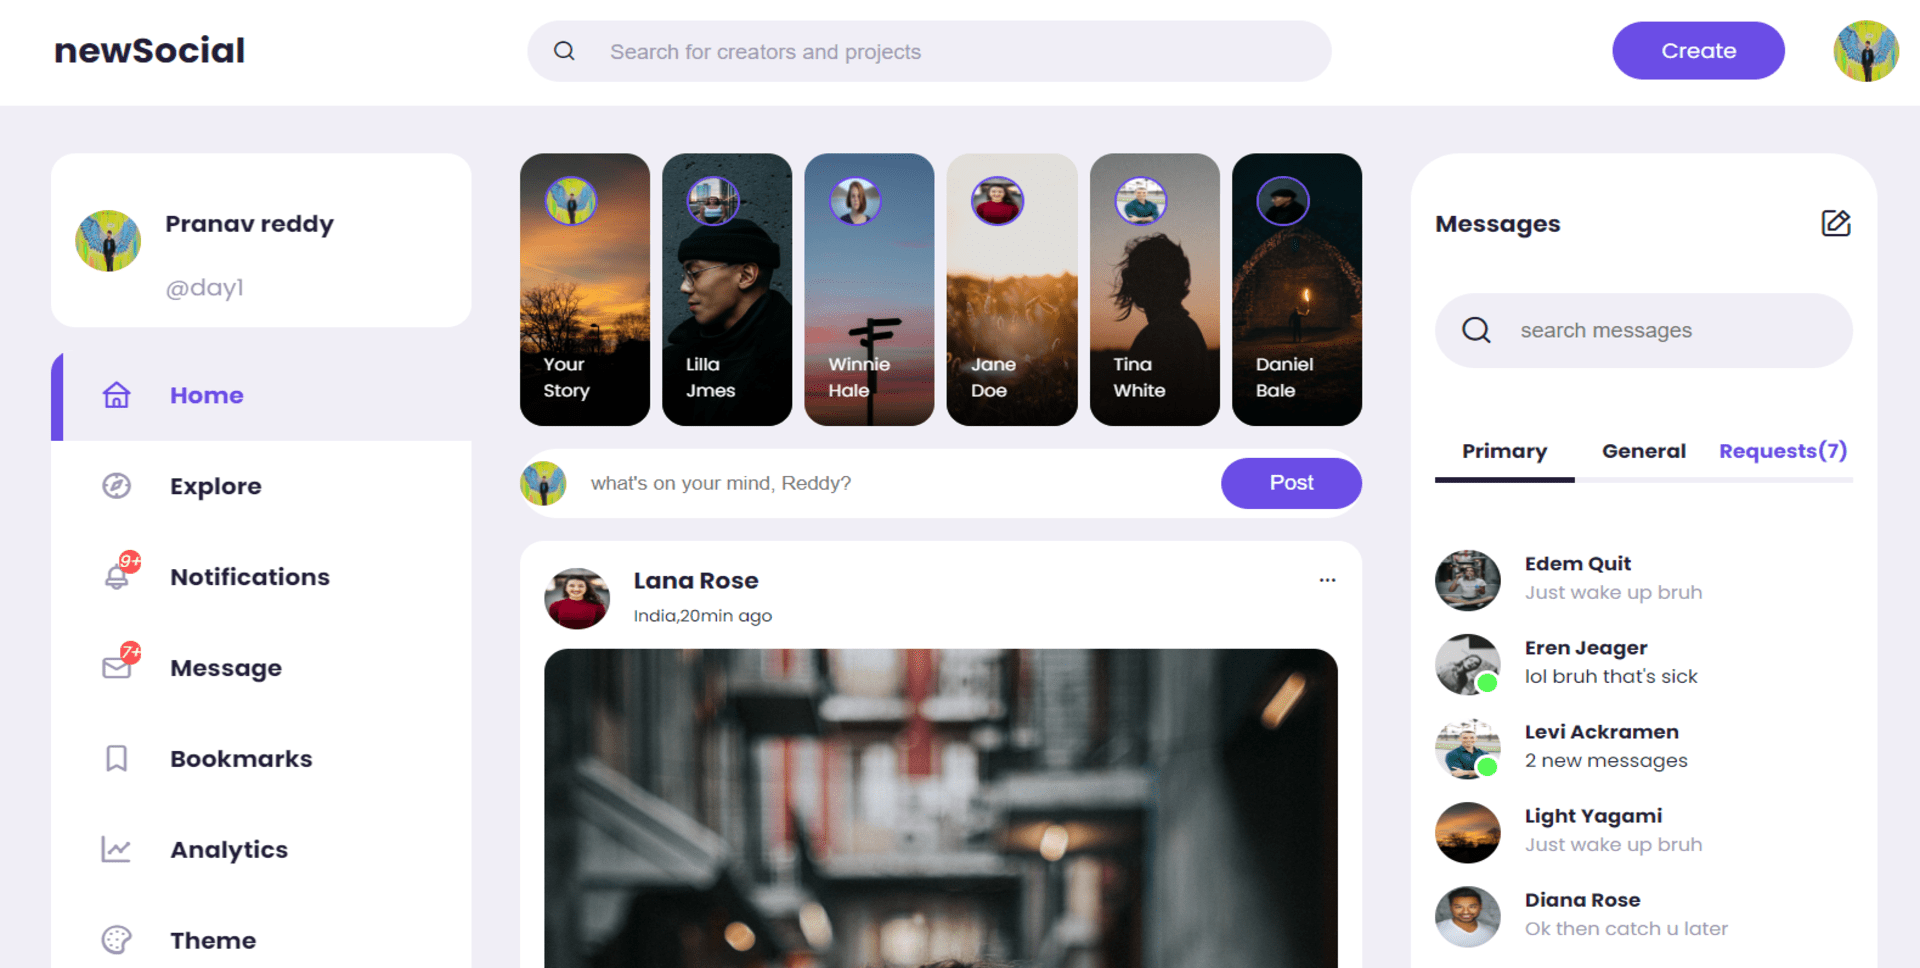 newSocial
Search for creators and projects
Create
Pranav reddy
@day1
Home
Explore
9+
Notifications
7+
Message
Bookmarks
Analytics
Theme
Your
Story
Lilla
Jmes
Winnie
Hale
Jane
Doe
Tina
White
Daniel
Bale
what's on your mind, Reddy?
Post
Lana Rose
...
India,20min ago
Messages
search messages
Primary
General
Requests(7)
Edem Quit
Just wake up bruh
Eren Jeager
lol bruh that's sick
Levi Ackramen
2 new messages
Light Yagami
Just wake up bruh
Diana Rose
Ok then catch u later